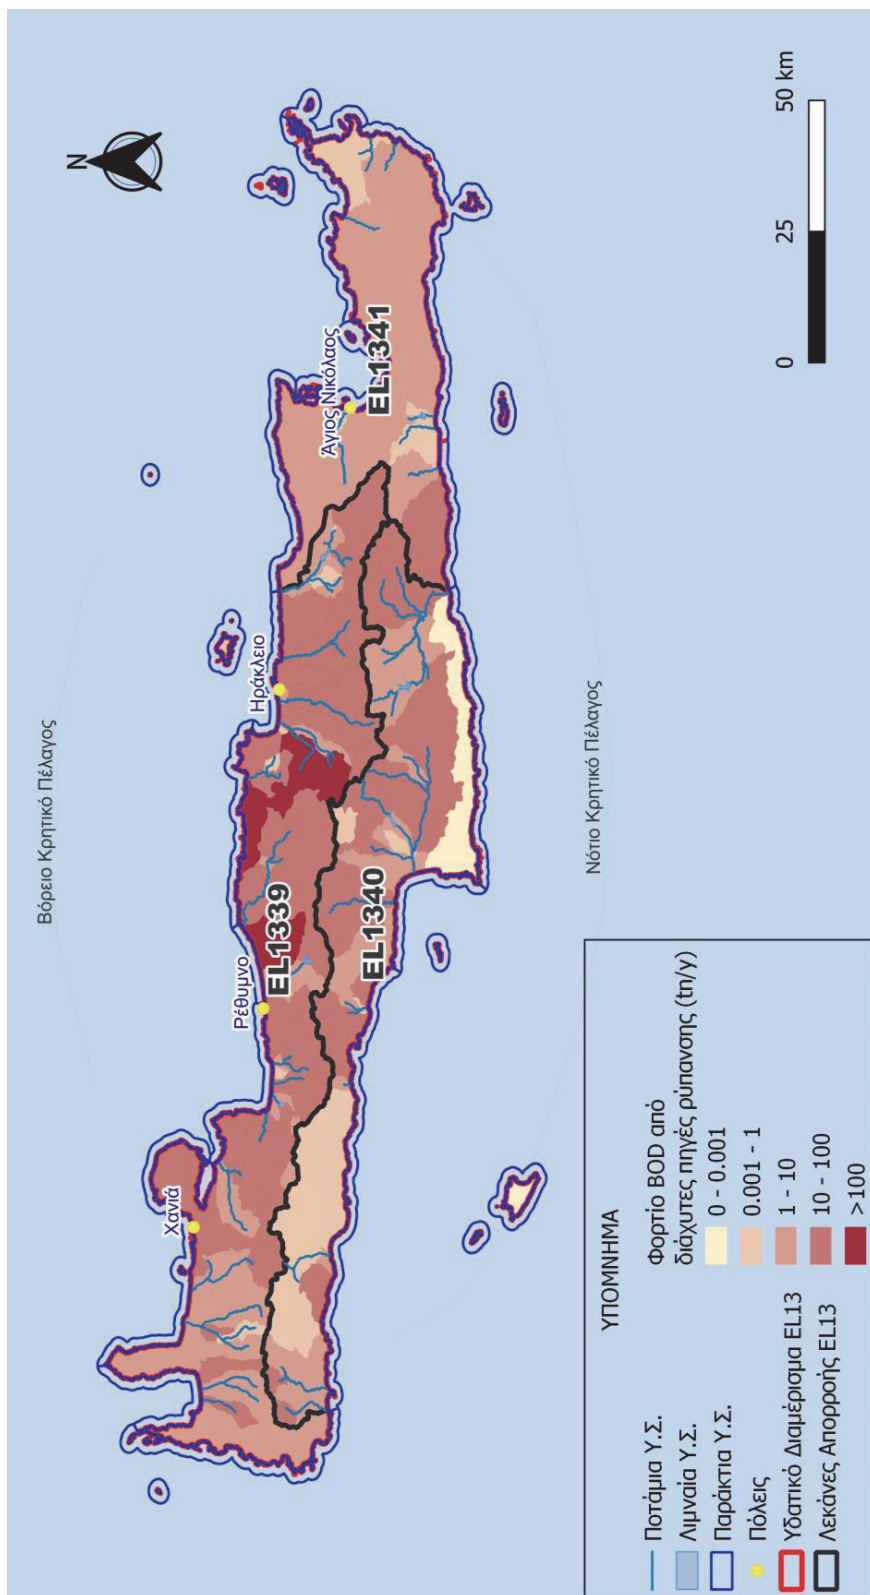 N
Βόρειο Κρητικό Πέλαγος
Χανιά
Ρέθυμνο
Ηράκλειο
Άγιος Νικόλαος
EL1339
EL1340
EL1341
Νότιο Κρητικό Πέλαγος
0 25 50 km
ΥΠΟΜΝΗΜΑ
Ποτάμια Υ.Σ.
Λιμναία Υ.Σ.
Παράκτια Υ.Σ.
Πόλεις
Υδατικό Διαμέρισμα EL13
Λεκάνες Απορροής EL13
Φορτίο BOD από
διάχυτες πηγές ρύπανσης (tn/y)
0 - 0.001
0.001 - 1
1 - 10
10 - 100
>100